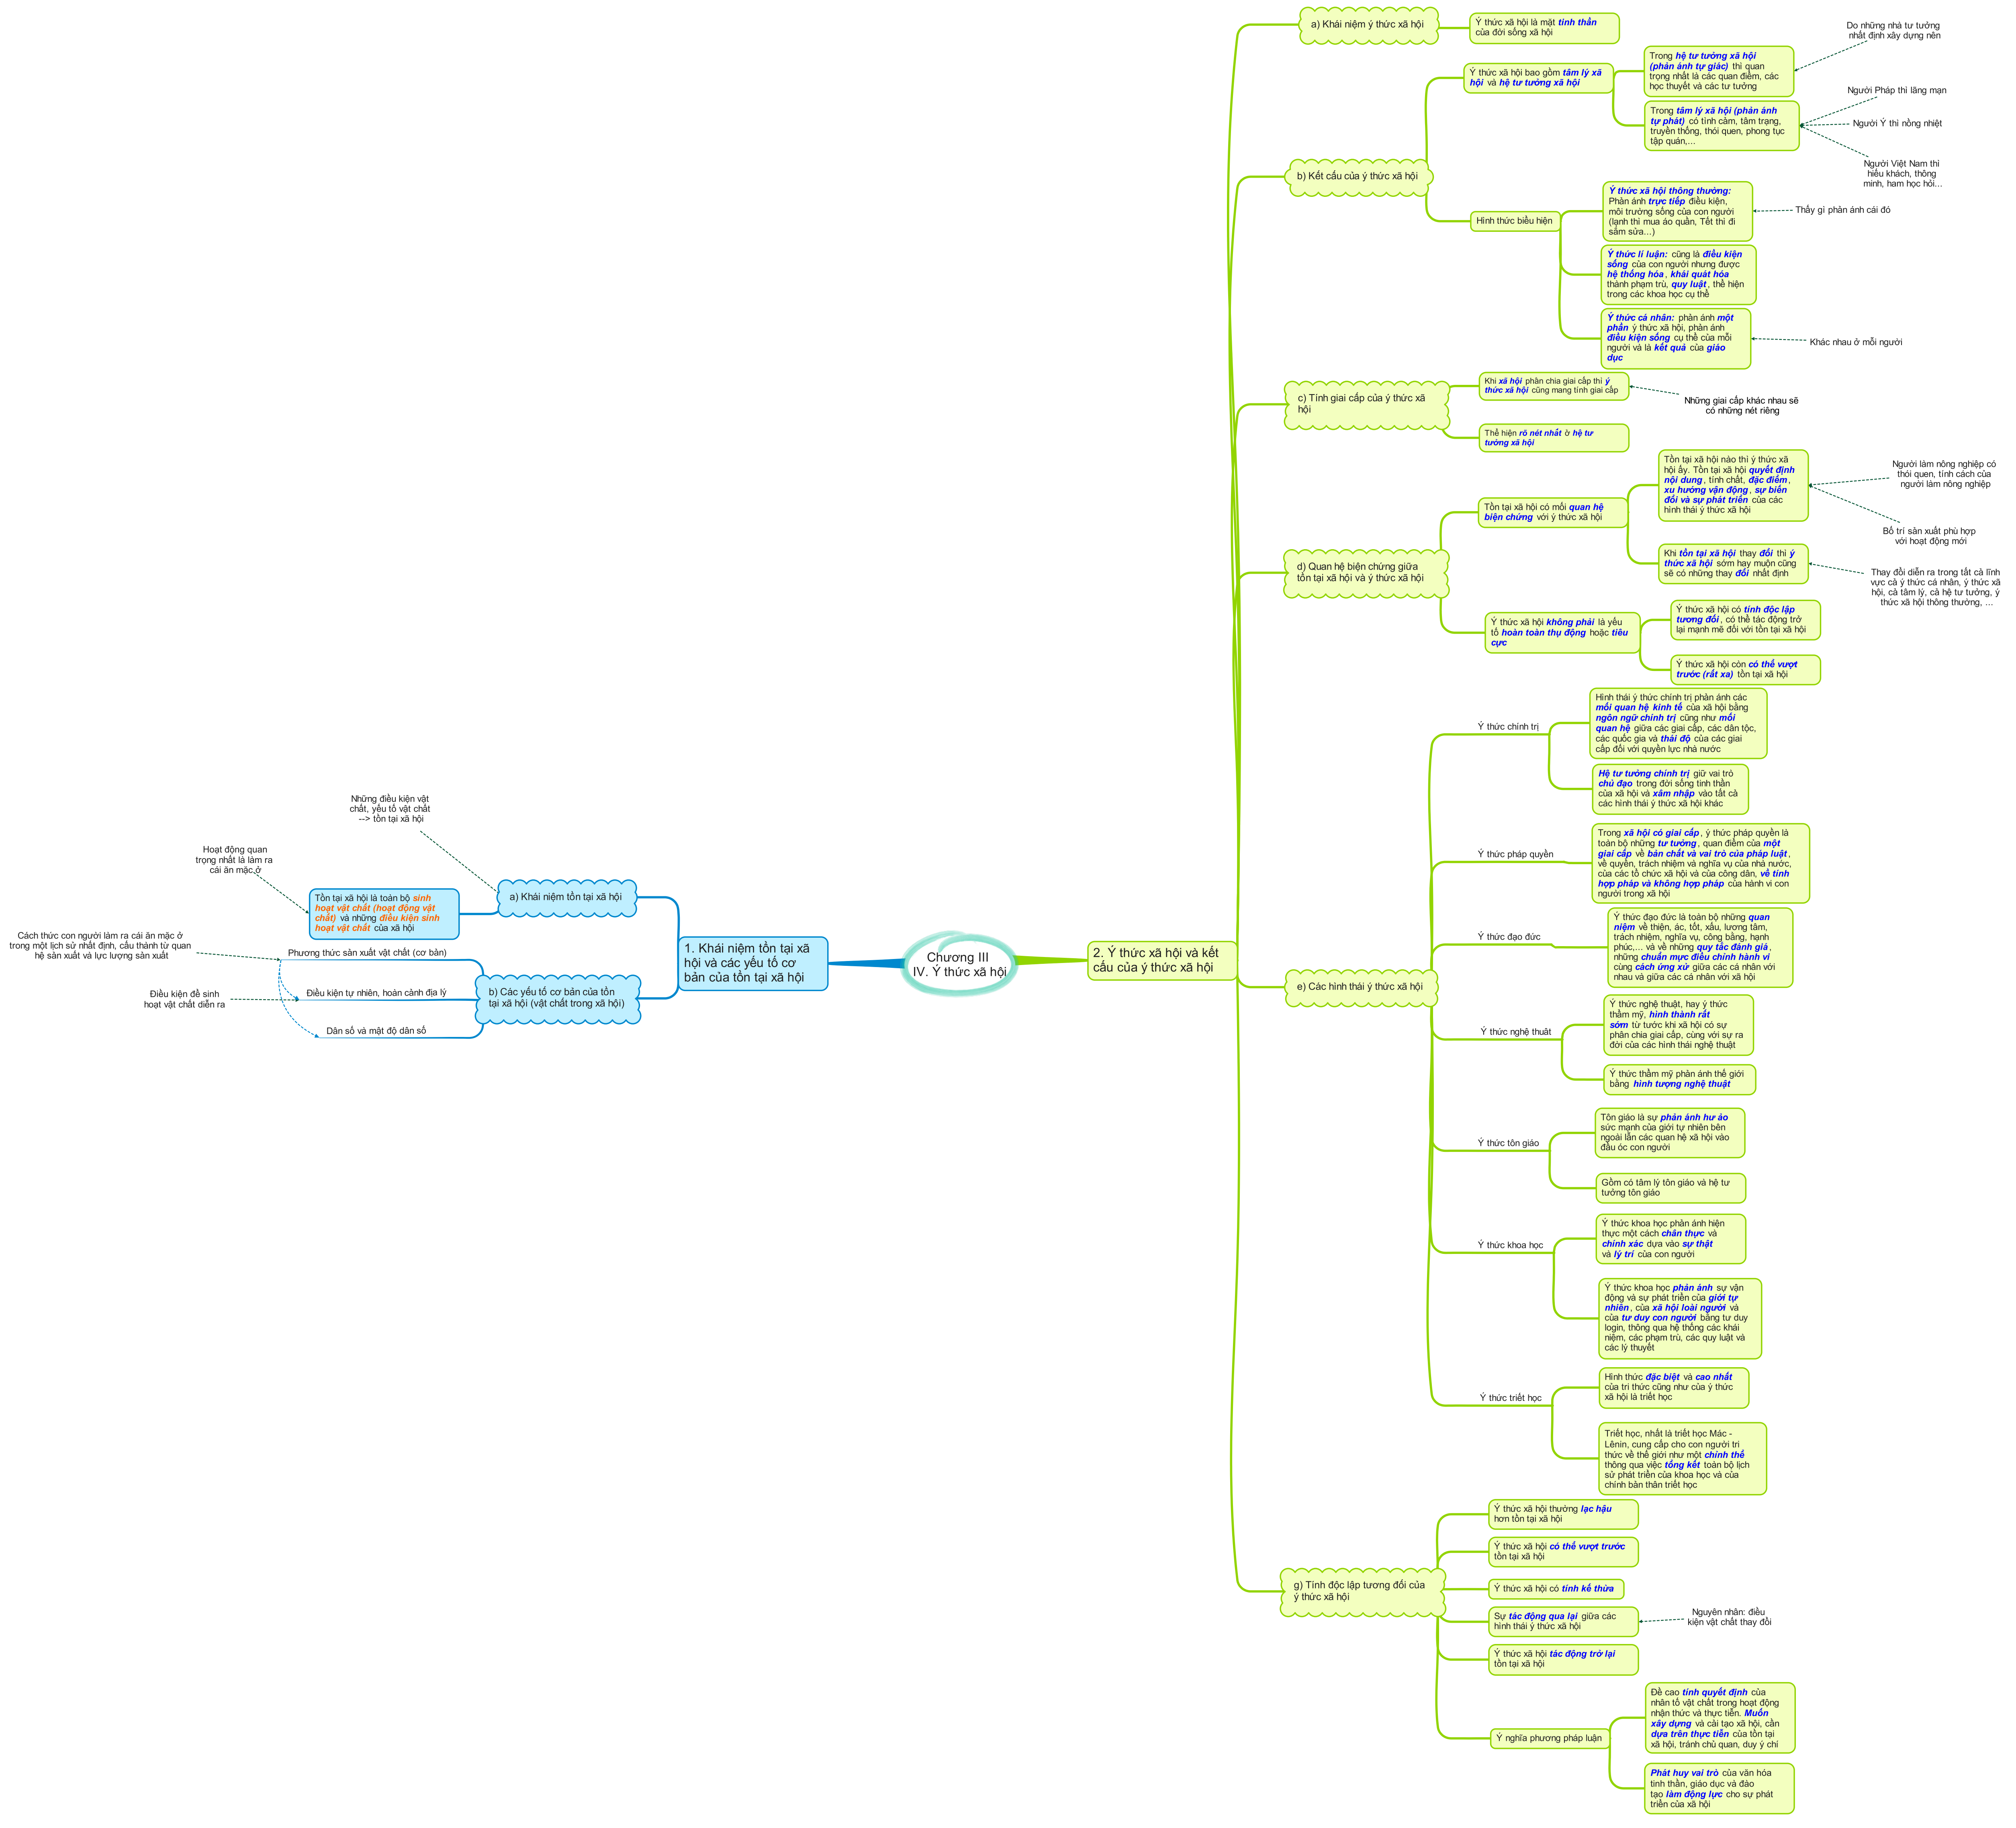 Chương III
IV. Ý thức xã hội
1. Khái niệm tồn tại xã
hội và các yếu tố cơ
bản của tồn tại xã hội
a) Khái niệm tồn tại xã hội
Những điều kiện vật
chất, yếu tố vật chất
--> tồn tại xã hội
Tồn tại xã hội là toàn bộ sinh
hoạt vật chất (hoạt động vật
chất) và những điều kiện sinh
hoạt vật chất của xã hội
Hoạt động quan
trọng nhất là làm ra
cái ăn mặc ở
b) Các yếu tố cơ bản của tồn
tại xã hội (vật chất trong xã hội)
Phương thức sản xuất vật chất (cơ bản)
Cách thức con người làm ra cái ăn mặc ở
trong một lịch sử nhất định, cấu thành từ quan
hệ sản xuất và lực lượng sản xuất
Điều kiện tự nhiên, hoàn cảnh địa lý
Điều kiện để sinh
hoạt vật chất diễn ra
Dân số và mật độ dân số
2. Ý thức xã hội và kết
cấu của ý thức xã hội
a) Khái niệm ý thức xã hội
Ý thức xã hội là mặt tinh thần
của đời sống xã hội
b) Kết cấu của ý thức xã hội
Ý thức xã hội bao gồm tâm lý xã
hội và hệ tư tưởng xã hội
Trong hệ tư tưởng xã hội
(phản ánh tự giác) thì quan
trọng nhất là các quan điểm, các
học thuyết và các tư tưởng
Do những nhà tư tưởng
nhất định xây dựng nên
Trong tâm lý xã hội (phản ánh
tự phát) có tình cảm, tâm trạng,
truyền thống, thói quen, phong tục
tập quán,...
Người Pháp thì lãng mạn
Người Ý thì nồng nhiệt
Người Việt Nam thì
hiếu khách, thông
minh, ham học hỏi...
Hình thức biểu hiện
Ý thức xã hội thông thường:
Phản ánh trực tiếp điều kiện,
môi trường sống của con người
(lạnh thì mua áo quần, Tết thì đi
sắm sửa...)
Thấy gì phản ánh cái đó
Ý thức lí luận: cũng là điều kiện
sống của con người nhưng được
hệ thống hóa, khái quát hóa
thành phạm trù, quy luật, thể hiện
trong các khoa học cụ thể
Ý thức cá nhân: phản ánh một
phần ý thức xã hội, phản ánh
điều kiện sống cụ thể của mỗi
người và là kết quả của giáo
dục
Khác nhau ở mỗi người
c) Tính giai cấp của ý thức xã
hội
Khi xã hội phân chia giai cấp thì ý
thức xã hội cũng mang tính giai cấp
Những giai cấp khác nhau sẽ
có những nét riêng
Thể hiện rõ nét nhất ở hệ tư
tưởng xã hội
d) Quan hệ biện chứng giữa
tồn tại xã hội và ý thức xã hội
Tồn tại xã hội có mối quan hệ
biện chứng với ý thức xã hội
Tồn tại xã hội nào thì ý thức xã
hội ấy. Tồn tại xã hội quyết định
nội dung, tính chất, đặc điểm,
xu hướng vận động, sự biến
đổi và sự phát triển của các
hình thái ý thức xã hội
Người làm nông nghiệp có
thói quen, tính cách của
người làm nông nghiệp
Bố trí sản xuất phù hợp
với hoạt động mới
Khi tồn tại xã hội thay đổi thì ý
thức xã hội sớm hay muộn cũng
sẽ có những thay đổi nhất định
Thay đổi diễn ra trong tất cả lĩnh
vực cả ý thức cá nhân, ý thức xã
hội, cả tâm lý, cả hệ tư tưởng, ý
thức xã hội thông thường, ...
Ý thức xã hội không phải là yếu
tố hoàn toàn thụ động hoặc tiêu
cực
Ý thức xã hội có tính độc lập
tương đối, có thể tác động trở
lại mạnh mẽ đối với tồn tại xã hội
Ý thức xã hội còn có thể vượt
trước (rất xa) tồn tại xã hội
e) Các hình thái ý thức xã hội
Ý thức chính trị
Hình thái ý thức chính trị phản ánh các
mối quan hệ kinh tế của xã hội bằng
ngôn ngữ chính trị cũng như mối
quan hệ giữa các giai cấp, các dân tộc,
các quốc gia và thái độ của các giai
cấp đối với quyền lực nhà nước
Hệ tư tưởng chính trị giữ vai trò
chủ đạo trong đời sống tinh thần
của xã hội và xâm nhập vào tất cả
các hình thái ý thức xã hội khác
Ý thức pháp quyền
Trong xã hội có giai cấp, ý thức pháp quyền là
toàn bộ những tư tưởng, quan điểm của một
giai cấp về bản chất và vai trò của pháp luật,
về quyền, trách nhiệm và nghĩa vụ của nhà nước,
của các tổ chức xã hội và của công dân, về tính
hợp pháp và không hợp pháp của hành vi con
người trong xã hội
Ý thức đạo đức
Ý thức đạo đức là toàn bộ những quan
niệm về thiện, ác, tốt, xấu, lương tâm,
trách nhiệm, nghĩa vụ, công bằng, hạnh
phúc,... và về những quy tắc đánh giá,
những chuẩn mực điều chỉnh hành vi
cùng cách ứng xử giữa các cá nhân với
nhau và giữa các cá nhân với xã hội
Ý thức nghệ thuât
Ý thức nghệ thuật, hay ý thức
thẩm mỹ, hình thành rất
sớm từ tước khi xã hội có sự
phân chia giai cấp, cùng với sự ra
đời của các hình thái nghệ thuật
Ý thức thẩm mỹ phản ánh thế giới
bằng hình tượng nghệ thuật
Ý thức tôn giáo
Tôn giáo là sự phản ánh hư ảo
sức mạnh của giới tự nhiên bên
ngoài lẫn các quan hệ xã hội vào
đầu óc con người
Gồm có tâm lý tôn giáo và hệ tư
tưởng tôn giáo
Ý thức khoa học
Ý thức khoa học phản ánh hiện
thực một cách chân thực và
chính xác dựa vào sự thật
và lý trí của con người
Ý thức khoa học phản ánh sự vận
động và sự phát triển của giới tự
nhiên, của xã hội loài người và
của tư duy con người bằng tư duy
login, thông qua hệ thống các khái
niệm, các phạm trù, các quy luật và
các lý thuyết
Ý thức triết học
Hình thức đặc biệt và cao nhất
của tri thức cũng như của ý thức
xã hội là triết học
Triết học, nhất là triết học Mác -
Lênin, cung cấp cho con người tri
thức về thế giới như một chỉnh thể
thông qua việc tổng kết toàn bộ lịch
sử phát triển của khoa học và của
chính bản thân triết học
g) Tính độc lập tương đối của
ý thức xã hội
Ý thức xã hội thường lạc hậu
hơn tồn tại xã hội
Ý thức xã hội có thể vượt trước
tồn tại xã hội
Ý thức xã hội có tính kế thừa
Sự tác động qua lại giữa các
hình thái ý thức xã hội
Nguyên nhân: điều
kiện vật chất thay đổi
Ý thức xã hội tác động trở lại
tồn tại xã hội
Ý nghĩa phương pháp luận
Đề cao tính quyết định của
nhân tố vật chất trong hoạt động
nhận thức và thực tiễn. Muốn
xây dựng và cải tạo xã hội, cần
dựa trên thực tiễn của tồn tại
xã hội, tránh chủ quan, duy ý chí
Phát huy vai trò của văn hóa
tinh thần, giáo dục và đào
tạo làm động lực cho sự phát
triển của xã hội